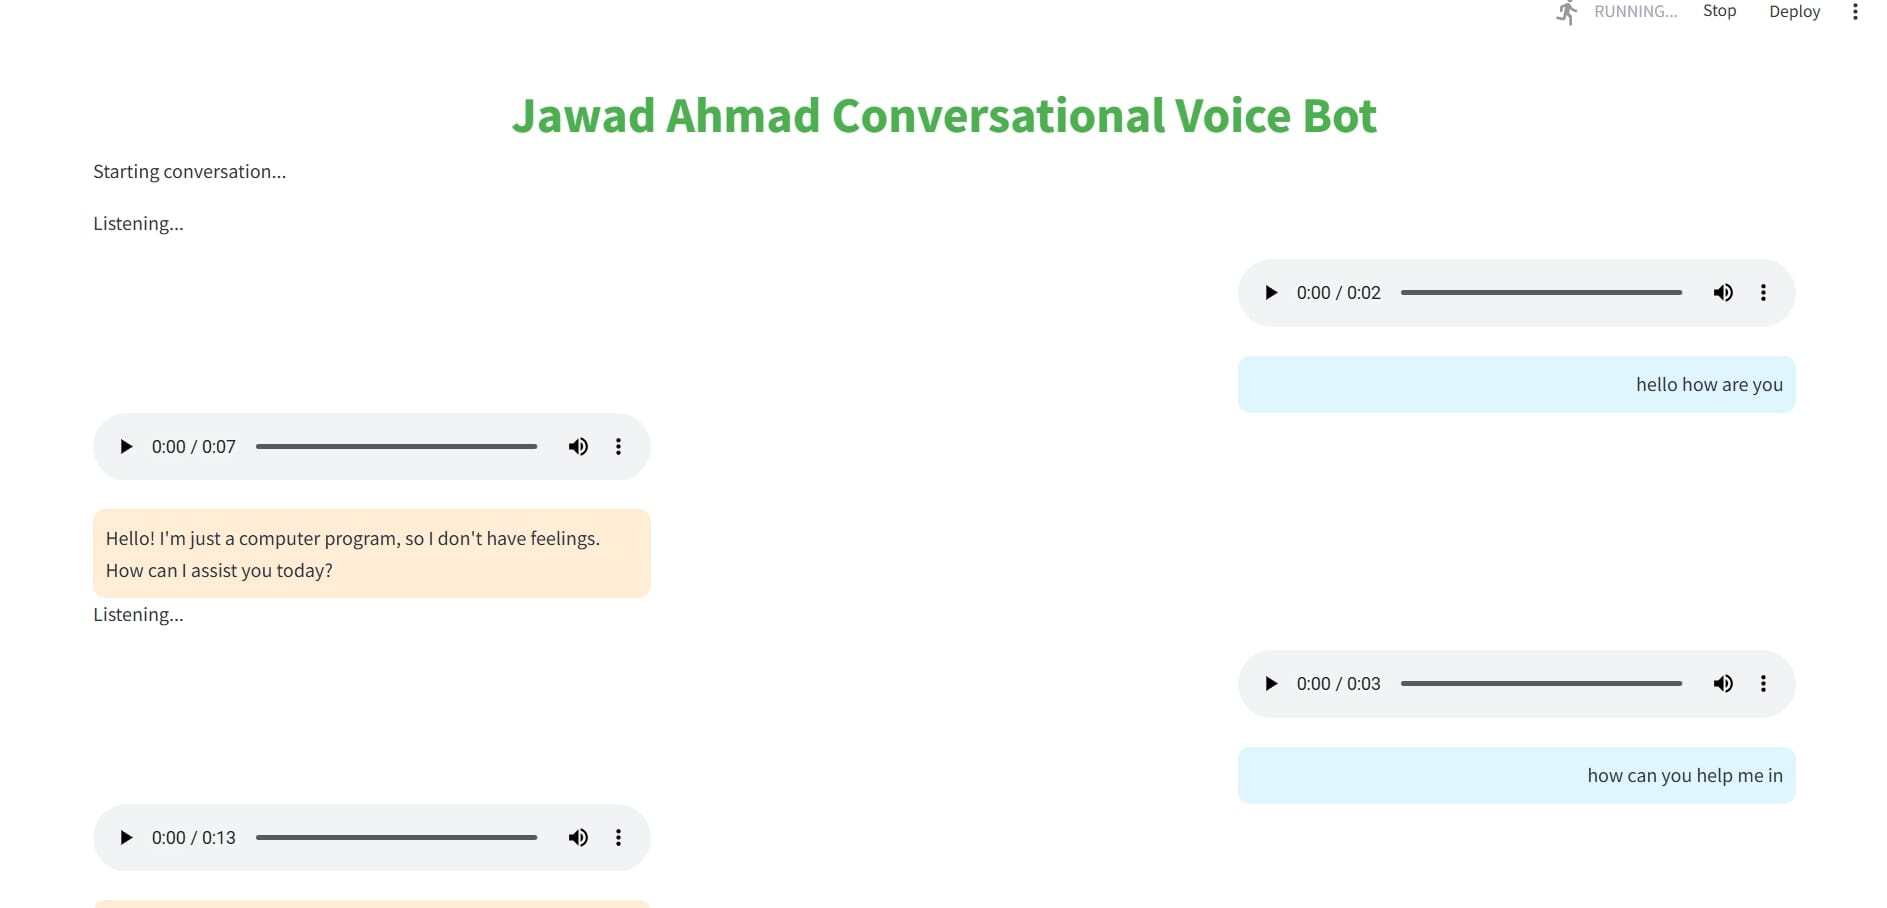 RUNNING... Stop Deploy
Jawad Ahmad Conversational Voice Bot
Starting conversation...
Listening...
0:00 / 0:02
hello how are you
0:00 / 0:07
Hello! I'm just a computer program, so I don't have feelings.
How can I assist you today?
Listening...
0:00 / 0:03
how can you help me in
0:00 / 0:13